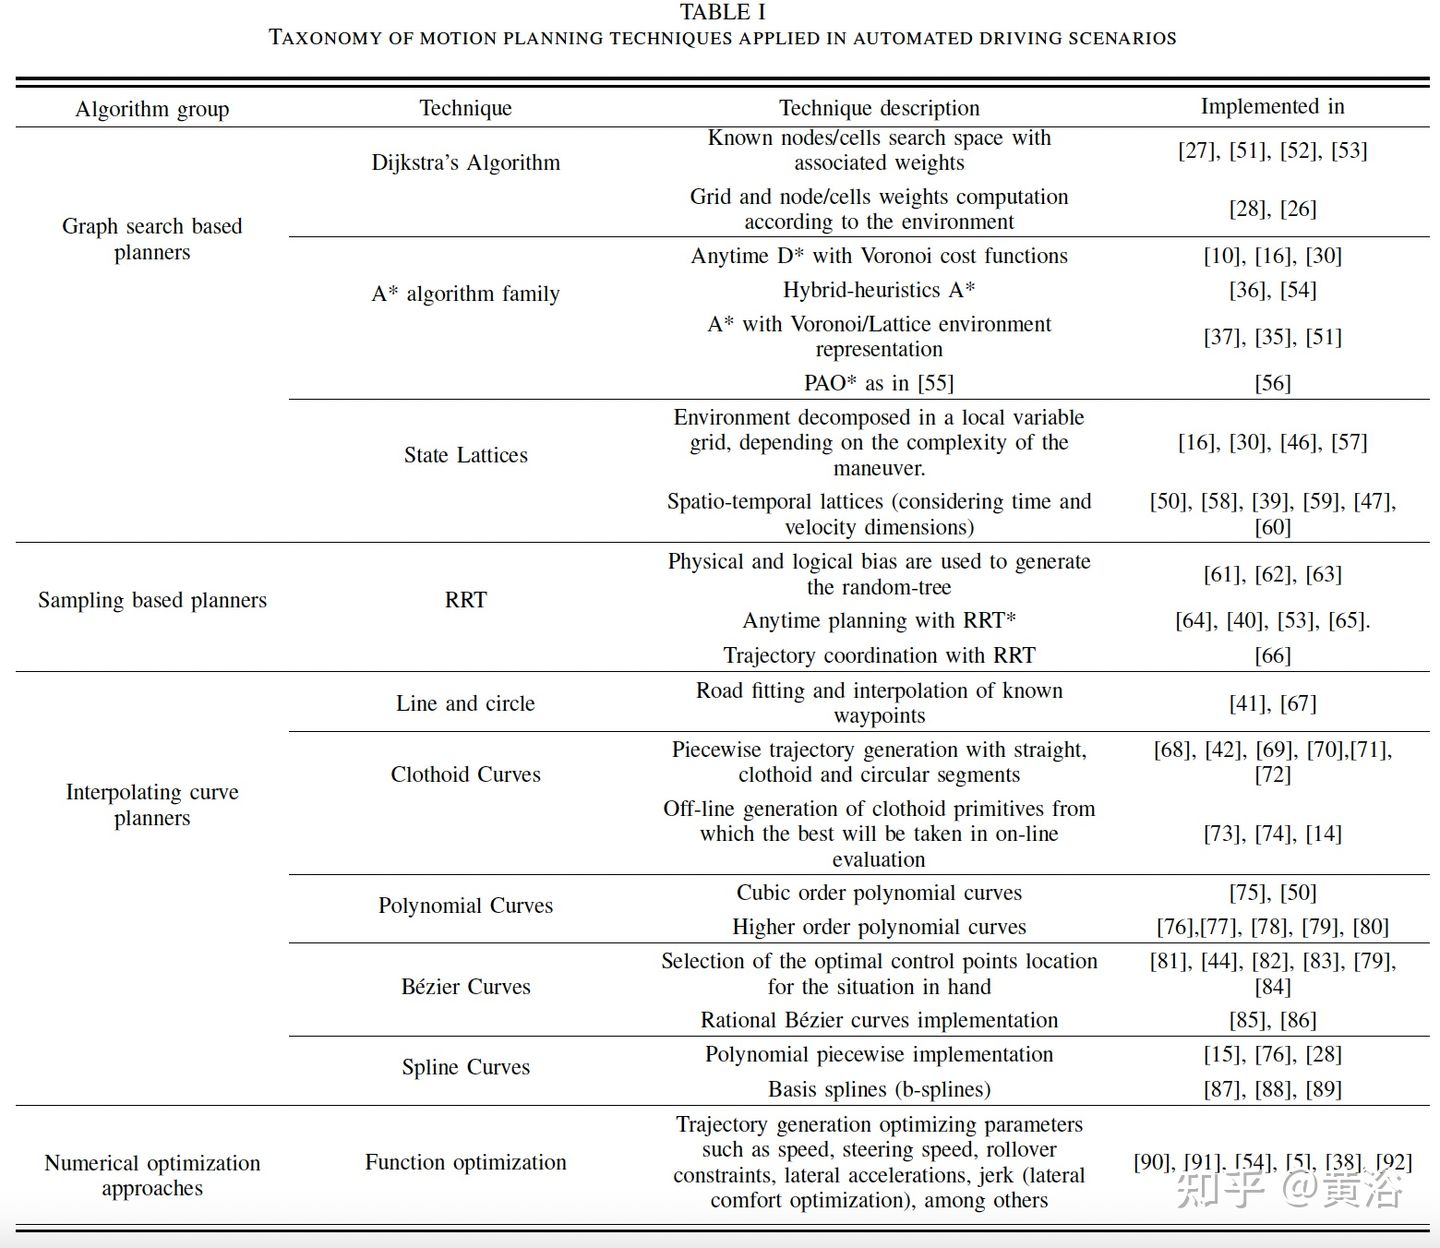 TABLE I
TAXONOMY OF MOTION PLANNING TECHNIQUES APPLIED IN AUTOMATED DRIVING SCENARIOS
Algorithm group Technique Technique description Implemented in
Graph search based
planners
Dijkstra's Algorithm
Known nodes/cells search space with
associated weights
[27], [51], [52], [53]
Grid and node/cells weights computation
according to the environment
[28], [26]
A* algorithm family
Anytime D* with Voronoi cost functions [10], [16], [30]
Hybrid-heuristics A* [36], [54]
A* with Voronoi/Lattice environment
representation
[37], [35], [51]
PAO* as in [55] [56]
State Lattices
Environment decomposed in a local variable
grid, depending on the complexity of the
maneuver.
[16], [30], [46], [57]
Spatio-temporal lattices (considering time and
velocity dimensions)
[50], [58], [39], [59], [47],
[60]
Sampling based planners
RRT
Physical and logical bias are used to generate
the random-tree
[61], [62], [63]
Anytime planning with RRT* [64], [40], [53], [65].
Trajectory coordination with RRT [66]
Interpolating curve
planners
Line and circle
Road fitting and interpolation of known
waypoints
[41], [67]
Clothoid Curves
Piecewise trajectory generation with straight,
clothoid and circular segments
[68], [42], [69], [70],[71],
[72]
Off-line generation of clothoid primitives from
which the best will be taken in on-line
evaluation
[73], [74], [14]
Polynomial Curves
Cubic order polynomial curves [75], [50]
Higher order polynomial curves [76],[77], [78], [79], [80]
Bézier Curves
Selection of the optimal control points location
for the situation in hand
[81], [44], [82], [83], [79],
[84]
Rational Bézier curves implementation [85], [86]
Spline Curves
Polynomial piecewise implementation [15], [76], [28]
Basis splines (b-splines) [87], [88], [89]
Numerical optimization
approaches
Function optimization
Trajectory generation optimizing parameters
such as speed, steering speed, rollover
constraints, lateral accelerations, jerk (lateral
comfort optimization), among others
[90], [91], [54], [5], [38], [92]
知乎 @黄浴